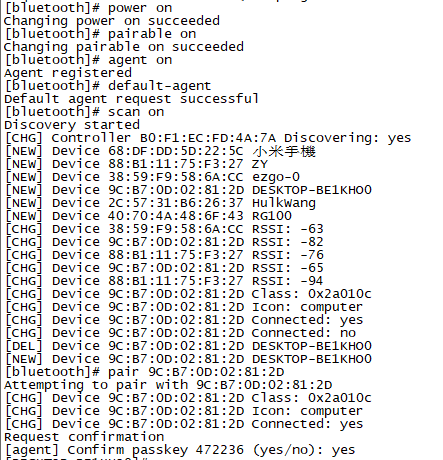 [bluetooth]# power on
Changing power on succeeded
[bluetooth]# pairable on
Changing pairable on succeeded
[bluetooth]# agent on
Agent registered
[bluetooth]# default-agent
Default agent request successful
[bluetooth]# scan on
Discovery started
[CHG] Controller B0:F1:EC:FD:4A:7A Discovering: yes
[NEW] Device 68:DF:DD:5D:22:5C 小米手機
[NEW] Device 88:B1:11:75:F3:27 ZY
[NEW] Device 38:59:F9:58:6A:CC ezgo-0
[NEW] Device 9C:B7:0D:02:81:2D DESKTOP-BE1KHO0
[NEW] Device 2C:57:31:B6:26:37 HulkWang
[NEW] Device 40:70:4A:48:6F:43 RG100
[CHG] Device 38:59:F9:58:6A:CC RSSI: -63
[CHG] Device 9C:B7:0D:02:81:2D RSSI: -82
[CHG] Device 88:B1:11:75:F3:27 RSSI: -76
[CHG] Device 9C:B7:0D:02:81:2D RSSI: -65
[CHG] Device 88:B1:11:75:F3:27 RSSI: -94
[CHG] Device 9C:B7:0D:02:81:2D Class: 0x2a010c
[CHG] Device 9C:B7:0D:02:81:2D Icon: computer
[CHG] Device 9C:B7:0D:02:81:2D Connected: yes
[CHG] Device 9C:B7:0D:02:81:2D Connected: no
[DEL] Device 9C:B7:0D:02:81:2D DESKTOP-BE1KHO0
[NEW] Device 9C:B7:0D:02:81:2D DESKTOP-BE1KHO0
[bluetooth]# pair 9C:B7:0D:02:81:2D
Attempting to pair with 9C:B7:0D:02:81:2D
[CHG] Device 9C:B7:0D:02:81:2D Class: 0x2a010c
[CHG] Device 9C:B7:0D:02:81:2D Icon: computer
[CHG] Device 9C:B7:0D:02:81:2D Connected: yes
Request confirmation
[agent] Confirm passkey 472236 (yes/no): yes